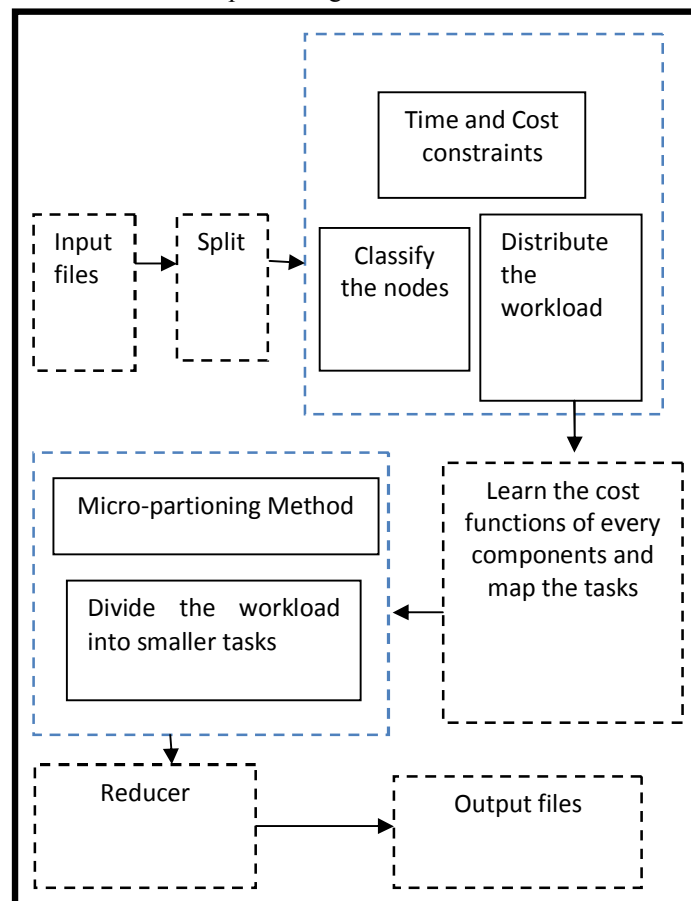 Time and Cost
constraints
Input
files
Split
Classify
the nodes
Distribute
the
workload
Learn the cost
functions of every
components and
map the tasks
Micro-partioning Method
Divide the workload
into smaller tasks
Reducer
Output files